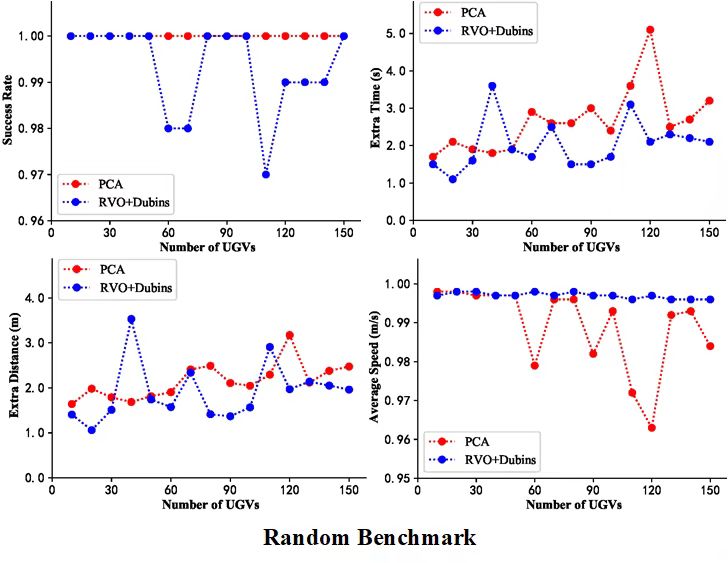 1.00
0.99
0.98
0.97
0.96
Success Rate
PCA
RVO+Dubins
0
30
60
90
120
150
Number of UGVs
5.0
4.0
3.0
2.0
1.0
0.0
Extra Time (s)
PCA
RVO+Dubins
0
30
60
90
120
150
Number of UGVs
4.0
3.0
2.0
1.0
0.0
Extra Distance (m)
PCA
RVO+Dubins
0
30
60
90
120
150
Number of UGVs
1.00
0.99
0.98
0.97
0.96
0.95
Average Speed (m/s)
PCA
RVO+Dubins
0
30
60
90
120
150
Number of UGVs
Random Benchmark